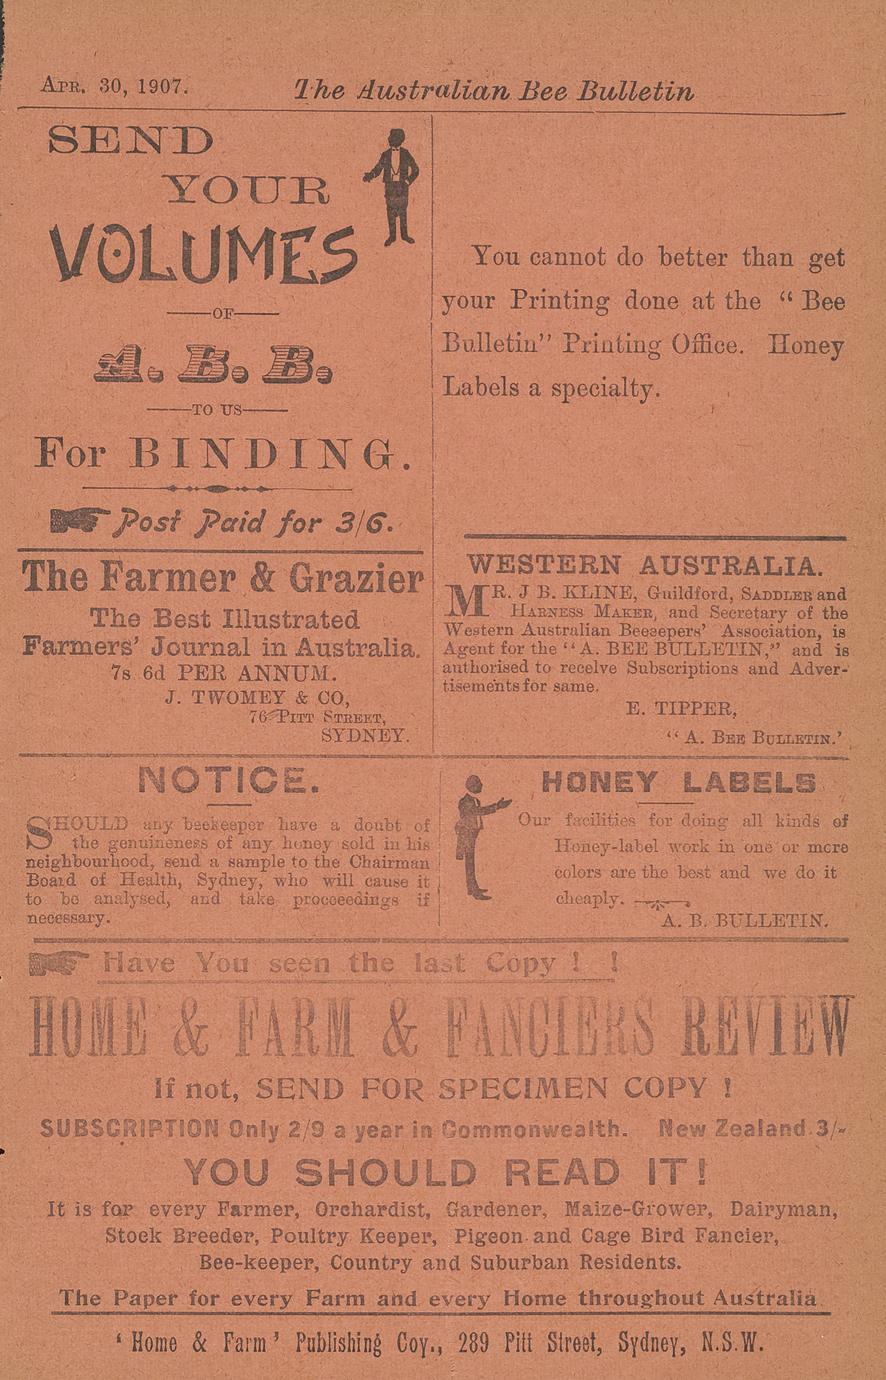 APR. 30, 1907.
The Australian Bee Bulletin
SEND
YOUR
VOLUMES
OF
A. B. B.
TO US
For BINDING.
Post Paid for 3/6.
You cannot do better than get
your Printing done at the “ Bee
Bulletin” Printing Office. Honey
Labels a specialty.
The Farmer & Grazier
The Best Illustrated
Farmers’ Journal in Australia.
7s 6d PER ANNUM.
J. TWOMEY & CO,
76 PITT STREET,
SYDNEY.
WESTERN AUSTRALIA.
MR. J B. KLINE, Guildford, SADDLER and
HARNESS MAKER, and Secretary of the
Western Australian Beeeepers’ Association, is
Agent for the “A. BEE BULLETIN,” and is
authorised to receive Subscriptions and Adver-
tisements for same.
E. TIPPER,
“ A. BEE BULLETIN.’
NOTICE.
SHOULD any beekeeper have a doubt of
the genuineness of any honey sold in his
neighbourhood, send a sample to the Chairman
Board of Health, Sydney, who will cause it
to be analysed, and take proceeedings if
necessary.
HONEY LABELS
Our facilities for doing all kinds of
Honey-label work in one or more
colors are the best and we do it
cheaply.
A. B. BULLETIN.
Have You seen the last Copy ! !
HOME & FARM & FANCIERS REVIEW
If not, SEND FOR SPECIMEN COPY !
SUBSCRIPTION Only 2/9 a year in Commonwealth. New Zealand 3/-
YOU SHOULD READ IT!
It is for every Farmer, Orchardist, Gardener, Maize-Grower, Dairyman,
Stock Breeder, Poultry Keeper, Pigeon and Cage Bird Fancier,
Bee-keeper, Country and Suburban Residents.
The Paper for every Farm and every Home throughout Australia
‘ Home & Farm ’ Publishing Coy., 289 Pitt Street, Sydney, N.S.W.